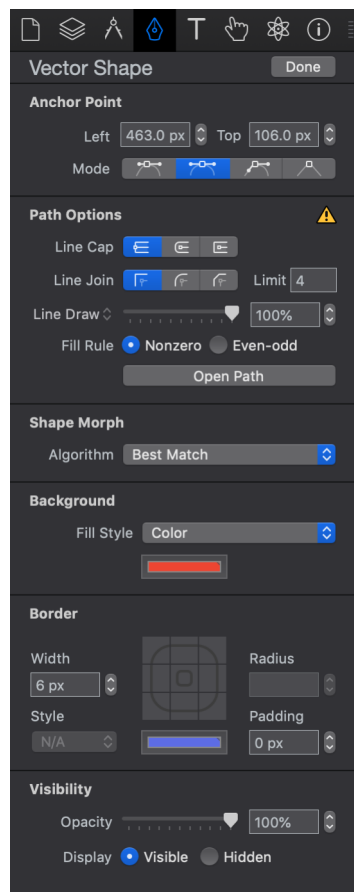 Vector Shape Done
Anchor Point
Left 463.0 px Top 106.0 px
Mode
Path Options
Line Cap
Line Join Limit 4
Line Draw 100%
Fill Rule Nonzero Even-odd
Open Path
Shape Morph
Algorithm Best Match
Background
Fill Style Color
Border
Width Radius
6 px
Style Padding
N/A 0 px
Visibility
Opacity 100%
Display Visible Hidden